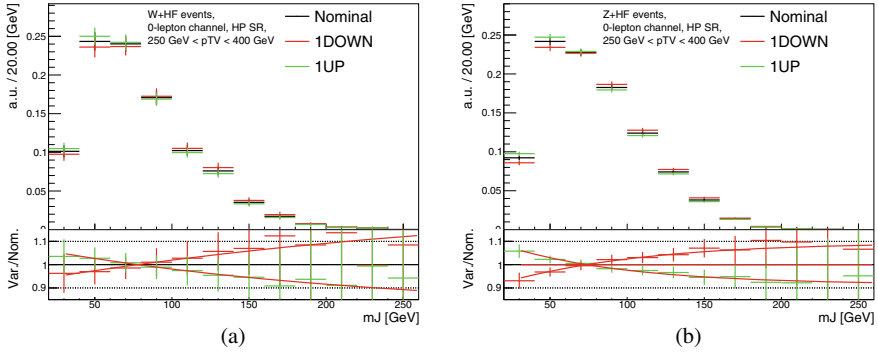 W+HF events,
0-lepton channel, HP SR,
250 GeV < pTV < 400 GeV
Nominal
1DOWN
1UP
a.u. / 20.00
0.25
0.2
0.15
0.1
0.05
0
Var./Nom.
1.1
1
0.9
50
100
150
200
250
mJ [GeV]
(a)
Z+HF events,
0-lepton channel, HP SR,
250 GeV < pTV < 400 GeV
Nominal
1DOWN
1UP
a.u. / 20.00
0.25
0.2
0.15
0.1
0.05
0
Var./Nom.
1.1
1
0.9
50
100
150
200
250
mJ [GeV]
(b)